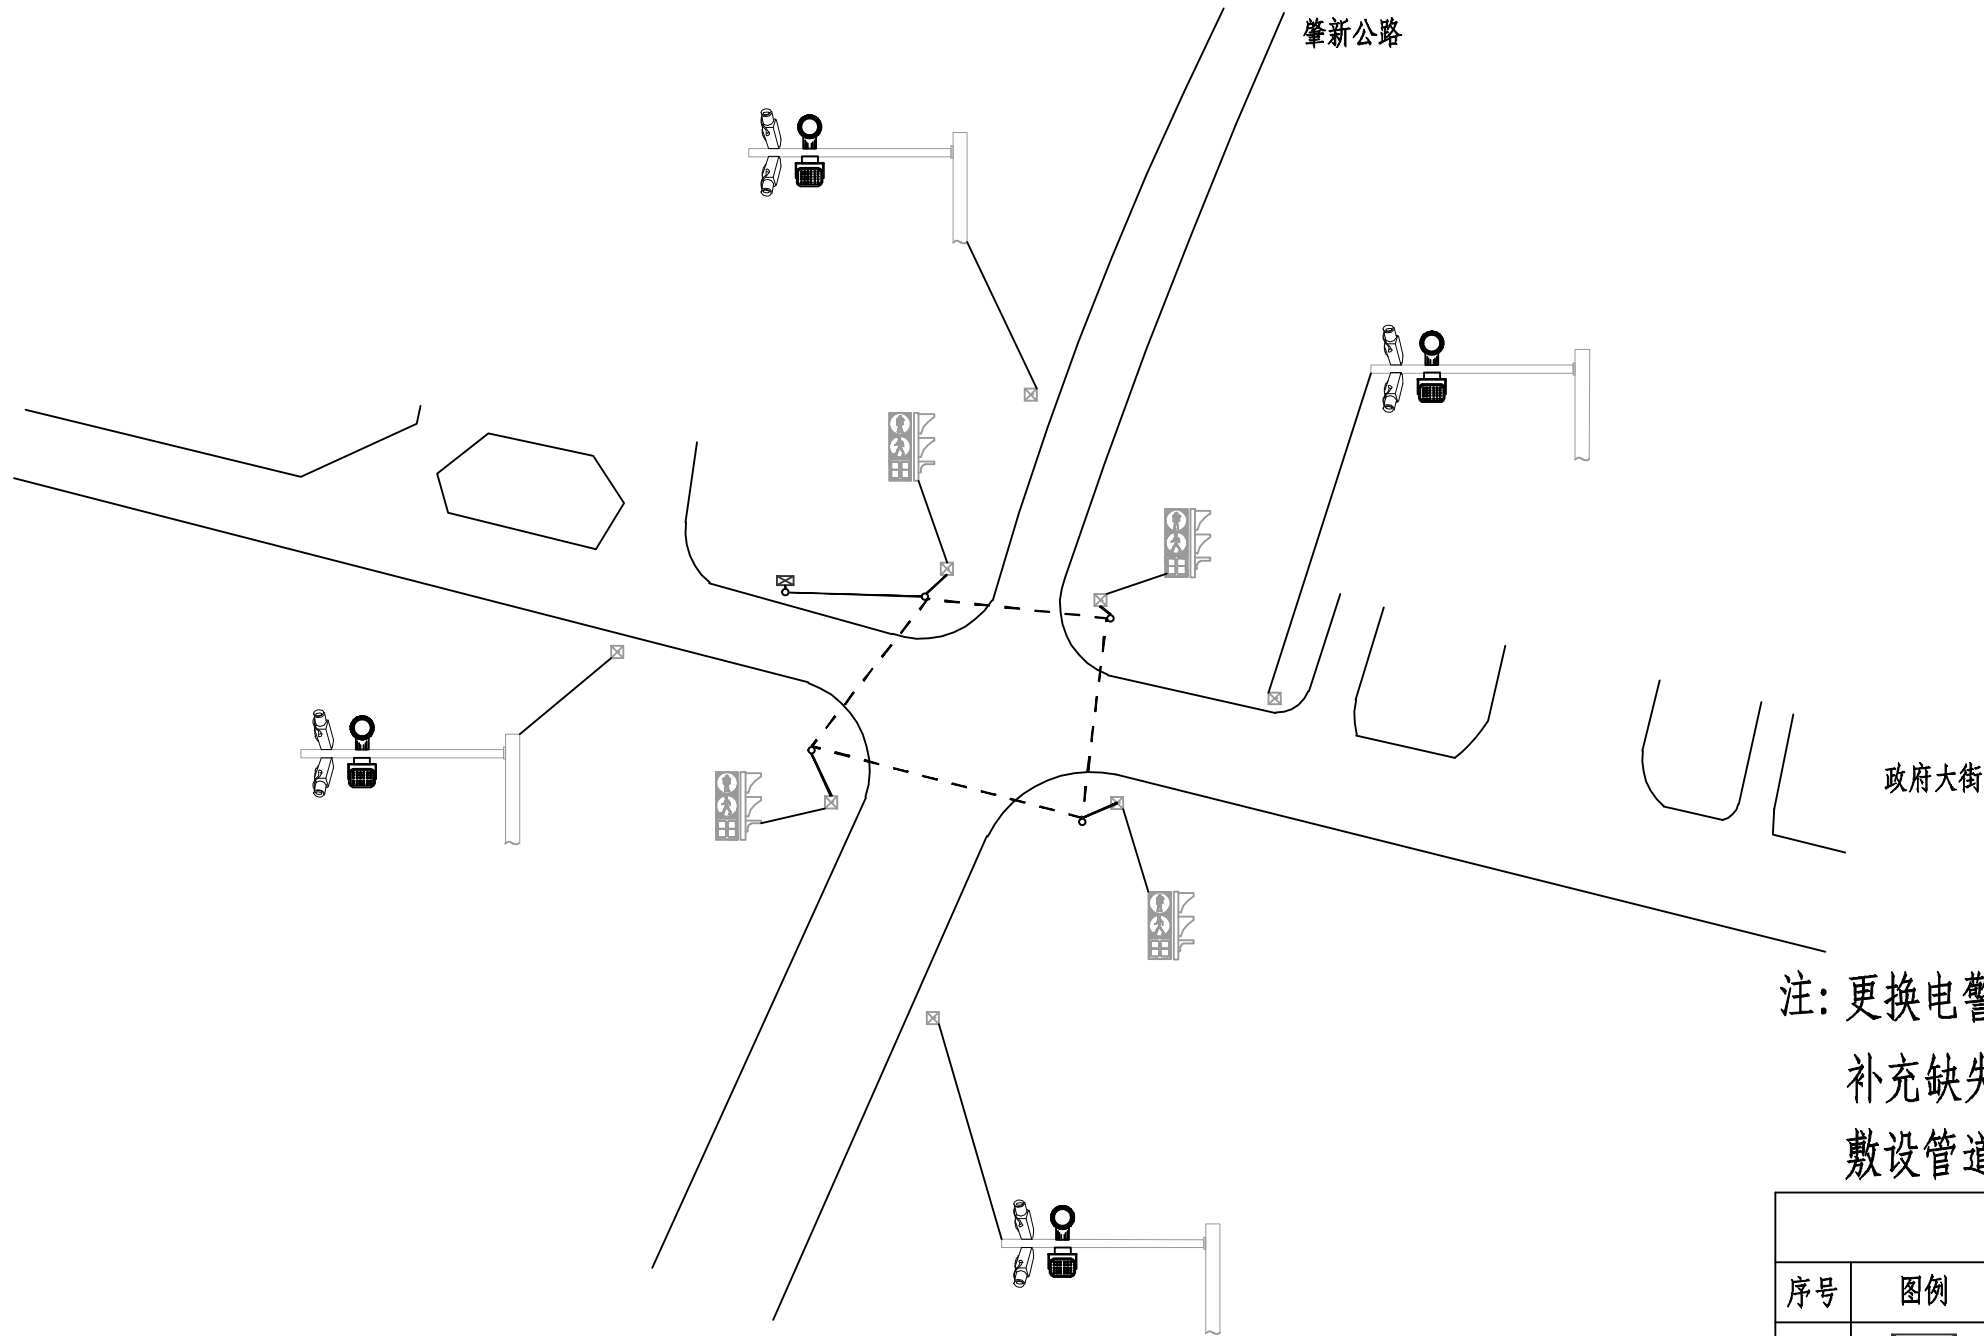 肇新公路
政府大街
注：更换电警
补充缺失
敷设管道
序号 图例